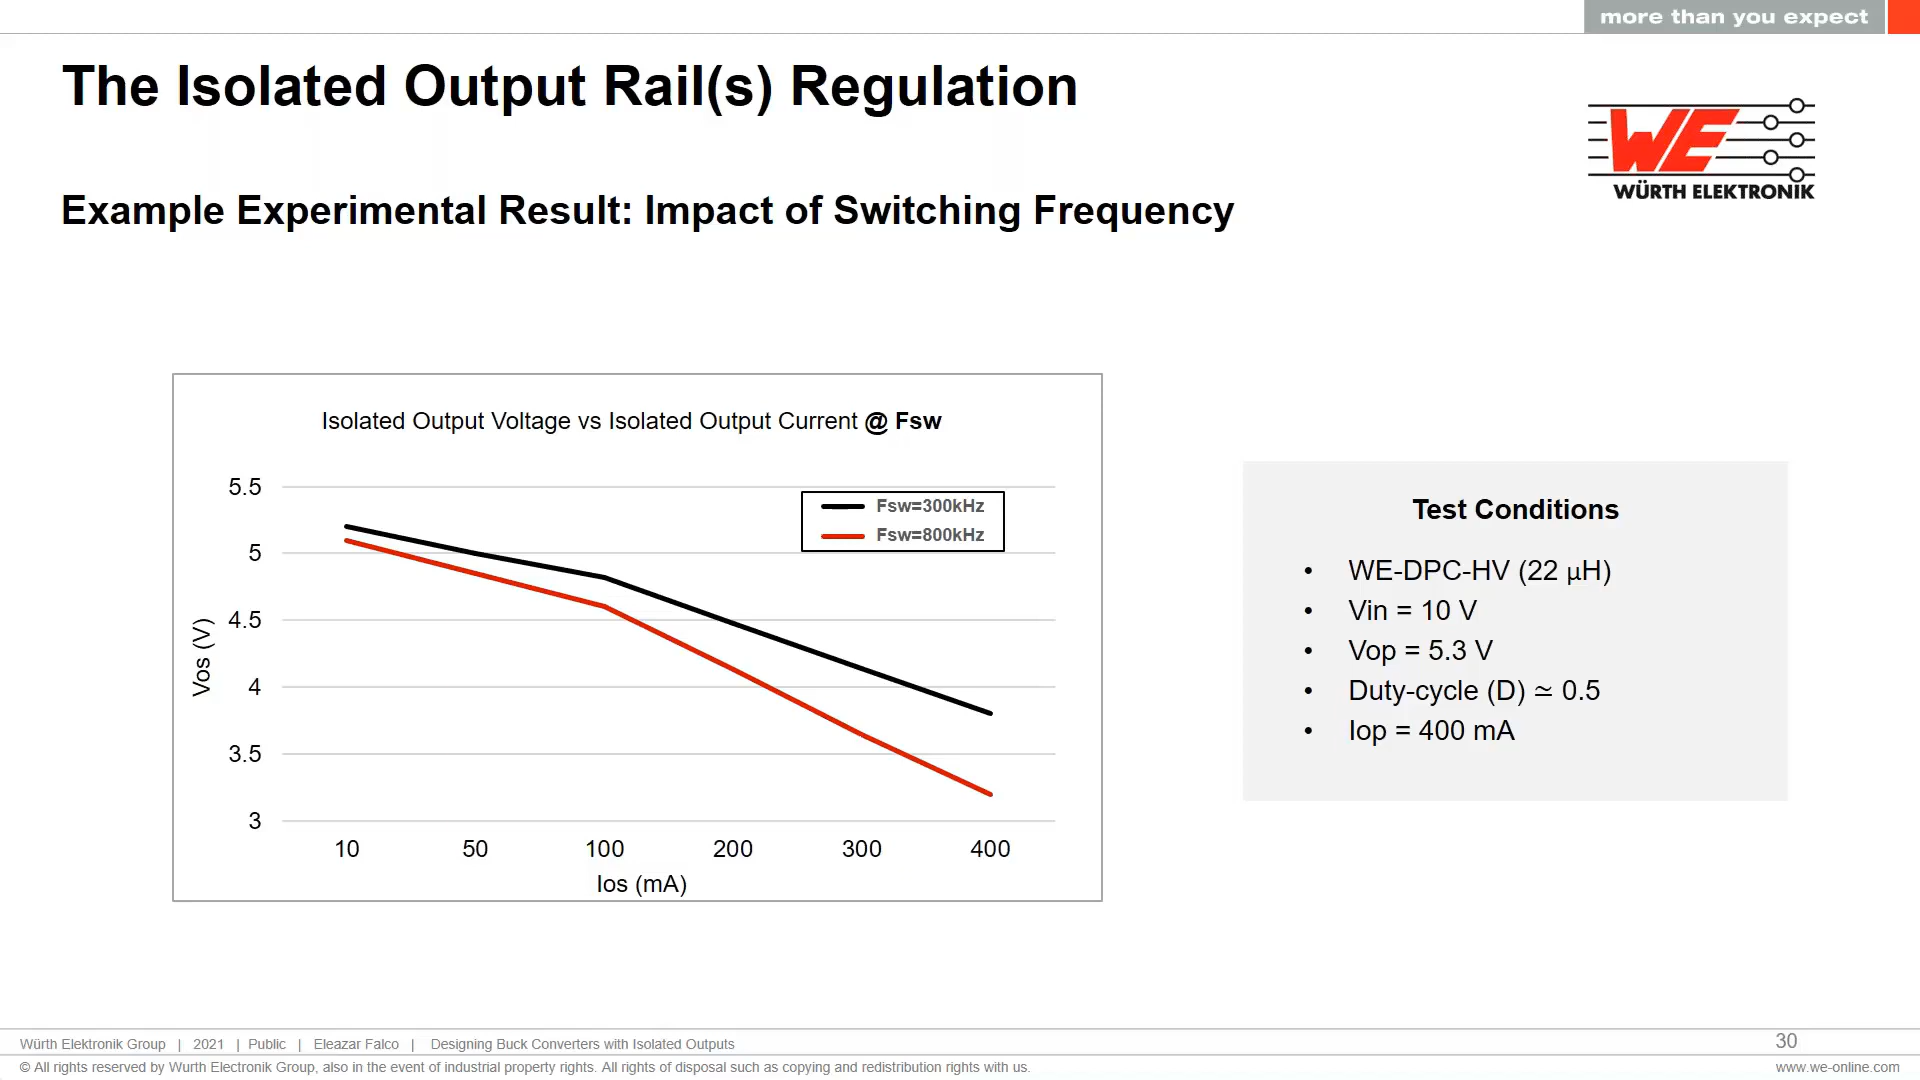 more than you expect
The Isolated Output Rail(s) Regulation
WE
WÜRTH ELEKTRONIK
Example Experimental Result: Impact of Switching Frequency
Isolated Output Voltage vs Isolated Output Current @ Fsw
5.5
5
4.5
4
3.5
3
Vos (V)
Fsw=300kHz
Fsw=800kHz
10 50 100 200 300 400
Ios (mA)
Test Conditions
• WE-DPC-HV (22 µH)
• Vin = 10 V
• Vop = 5.3 V
• Duty-cycle (D) ≃ 0.5
• Iop = 400 mA
Würth Elektronik Group | 2021 | Public | Eleazar Falco | Designing Buck Converters with Isolated Outputs
30
© All rights reserved by Wurth Electronik Group, also in the event of industrial property rights. All rights of disposal such as copying and redistribution rights with us.
www.we-online.com